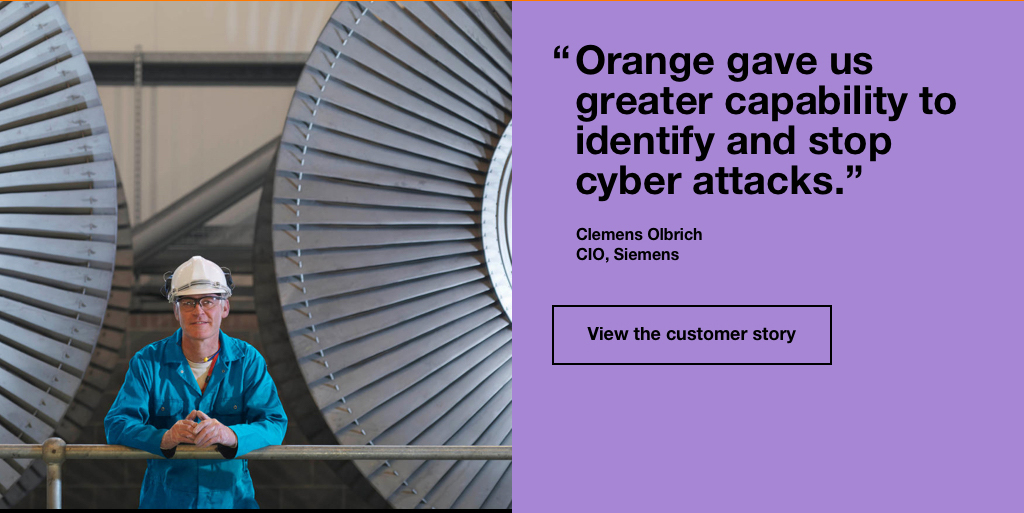 “Orange gave us
greater capability to
identify and stop
cyber attacks.”
Clemens Olbrich
CIO, Siemens
View the customer story